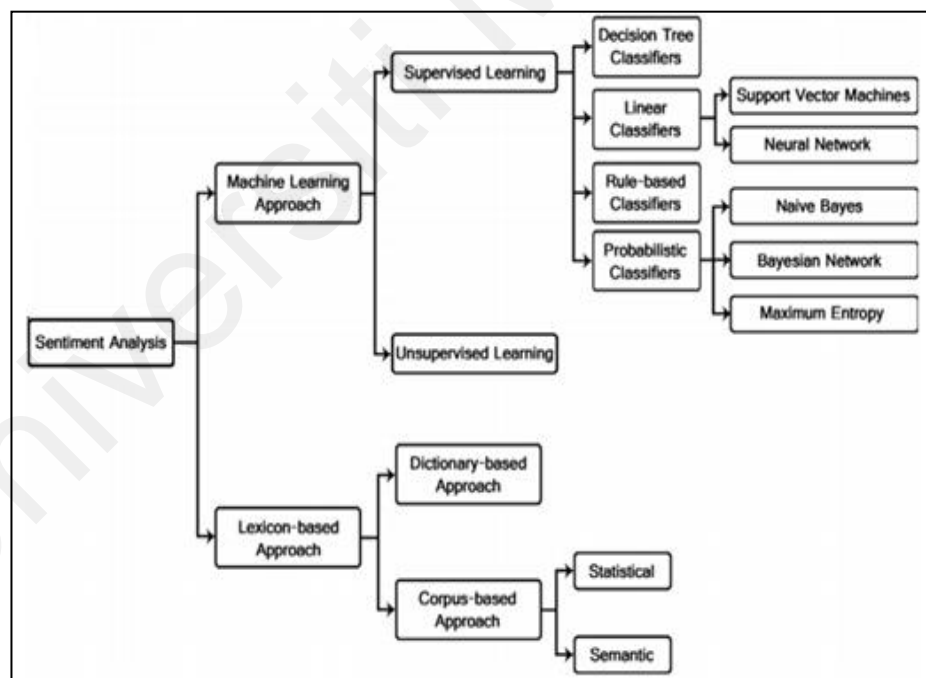 Sentiment Analysis
Machine Learning
Approach
Supervised Learning
Decision Tree
Classifiers
Linear
Classifiers
Support Vector Machines
Neural Network
Rule-based
Classifiers
Probabilistic
Classifiers
Naive Bayes
Bayesian Network
Maximum Entropy
Unsupervised Learning
Lexicon-based
Approach
Dictionary-based
Approach
Corpus-based
Approach
Statistical
Semantic